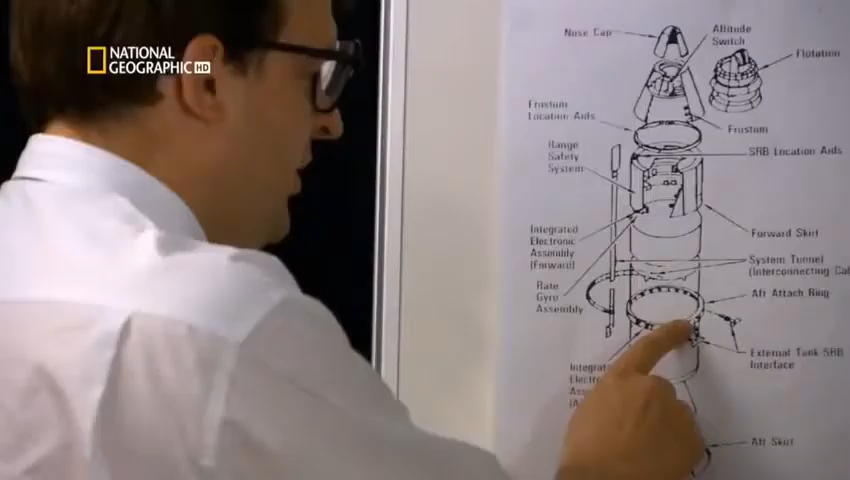 NATIONAL
GEOGRAPHIC HD
Nose Cap
Altitude
Switch
Flotation
Frustum
Location Aids
Frustum
Range
Safety
System
SRB Location Aids
Integrated
Electronic
Assembly
(Forward)
Forward Skirt
System Tunnel
(Interconnecting
Rate
Gyro
Assembly
Aft Attach Ring
External Tank SRB
Interface
Aft Skirt